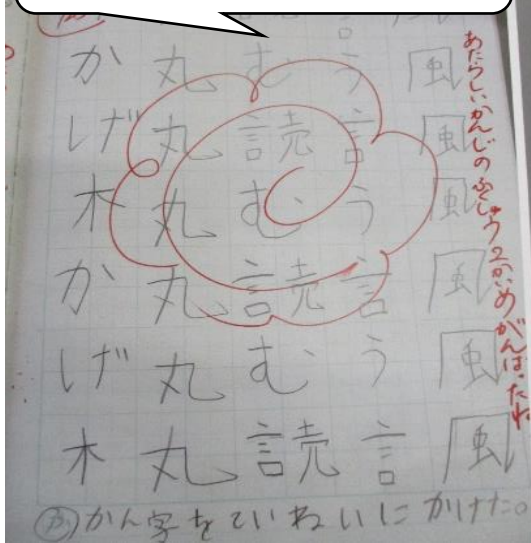 風
風
風
風
風
風
う
言
う
言
う
言
む
読
む
読
む
読
丸
丸
丸
丸
丸
丸
か
げ
木
か
げ
木
あたらしいかんじのふくしゅう2かいめがんばったね
か かん字をていねいにかけた。